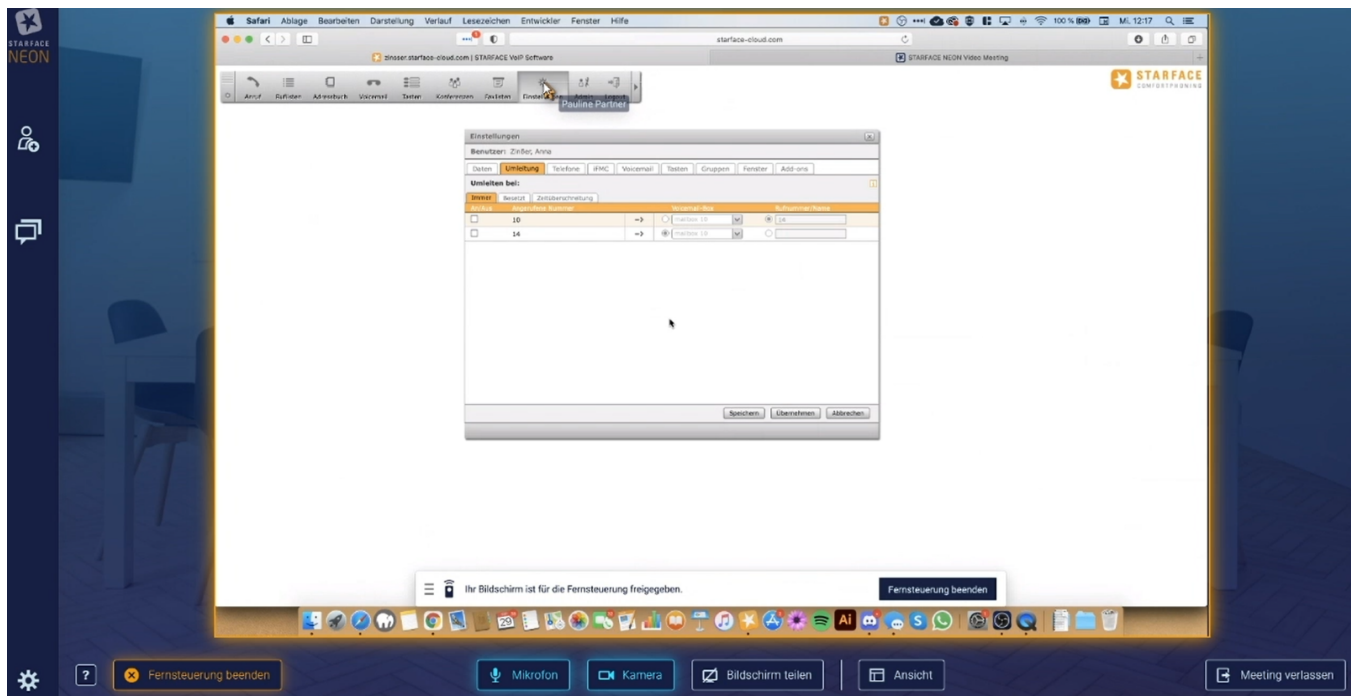 STARFACE
NEON
Safari Ablage Bearbeiten Darstellung Verlauf Lesezeichen Entwickler Fenster Hilfe
100 % Mi. 12:17
starface-cloud.com
zinsser.starface-cloud.com | STARFACE VoIP Software
STARFACE NEON Video Meeting
STARFACE
COMFORTPHONING
Anruf Ruflisten Adressbuch Voicemail Tasten Konferenzen Faxlisten
Pauline Partner
Einstellungen
Benutzer: Zinßer, Anna
Daten Umleitung Telefone iFMC Voicemail Tasten Gruppen Fenster Add-ons
Umleiten bei:
Immer Besetzt Zeitüberschreitung
An/Aus Angerufene Nummer Voicemail-Box Rufnummer/Name
10 -> mailbox 10 14
14 -> mailbox 10
Speichern Übernehmen Abbrechen
Ihr Bildschirm ist für die Fernsteuerung freigegeben.
Fernsteuerung beenden
29
Ai
? Fernsteuerung beenden Mikrofon Kamera Bildschirm teilen Ansicht Meeting verlassen